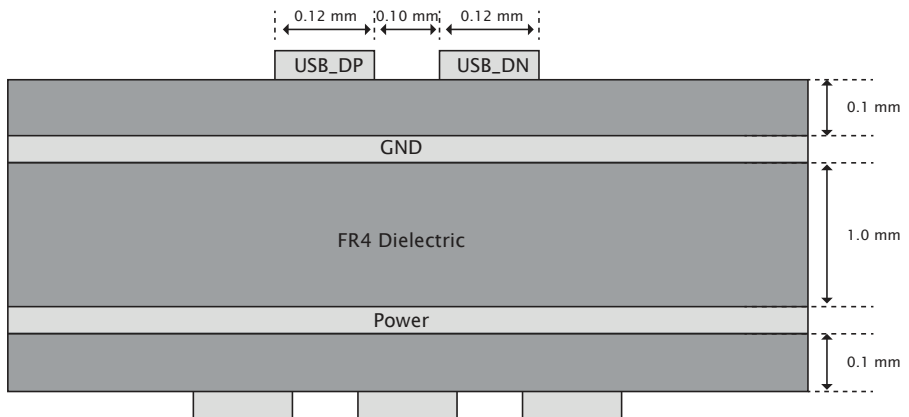 0.12 mm 0.10 mm 0.12 mm
USB_DP USB_DN
0.1 mm
GND
1.0 mm
FR4 Dielectric
Power
0.1 mm